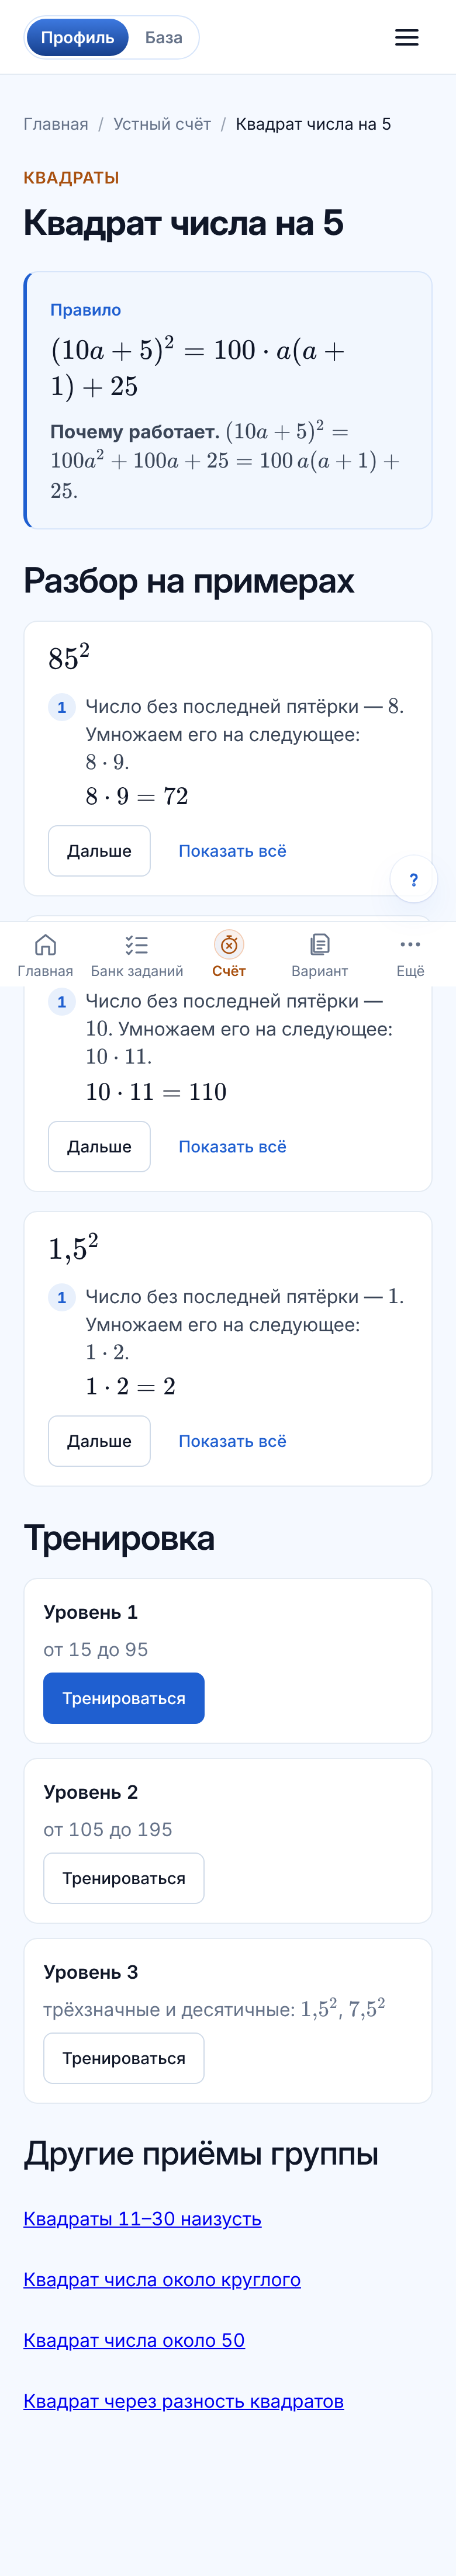 Профиль База
Главная / Устный счёт / Квадрат числа на 5
КВАДРАТЫ
Квадрат числа на 5
Правило
(10a + 5)² = 100 · a(a +
1) + 25
Почему работает. (10a + 5)² =
100a² + 100a + 25 = 100 a(a + 1) +
25.
Разбор на примерах
85²
1 Число без последней пятёрки — 8.
Умножаем его на следующее:
8 · 9.
8 · 9 = 72
Дальше Показать всё
?
Главная Банк заданий Счёт Вариант Ещё
1 Число без последней пятёрки —
10. Умножаем его на следующее:
10 · 11.
10 · 11 = 110
Дальше Показать всё
1,5²
1 Число без последней пятёрки — 1.
Умножаем его на следующее:
1 · 2.
1 · 2 = 2
Дальше Показать всё
Тренировка
Уровень 1
от 15 до 95
Тренироваться
Уровень 2
от 105 до 195
Тренироваться
Уровень 3
трёхзначные и десятичные: 1,5², 7,5²
Тренироваться
Другие приёмы группы
Квадраты 11–30 наизусть
Квадрат числа около круглого
Квадрат числа около 50
Квадрат через разность квадратов